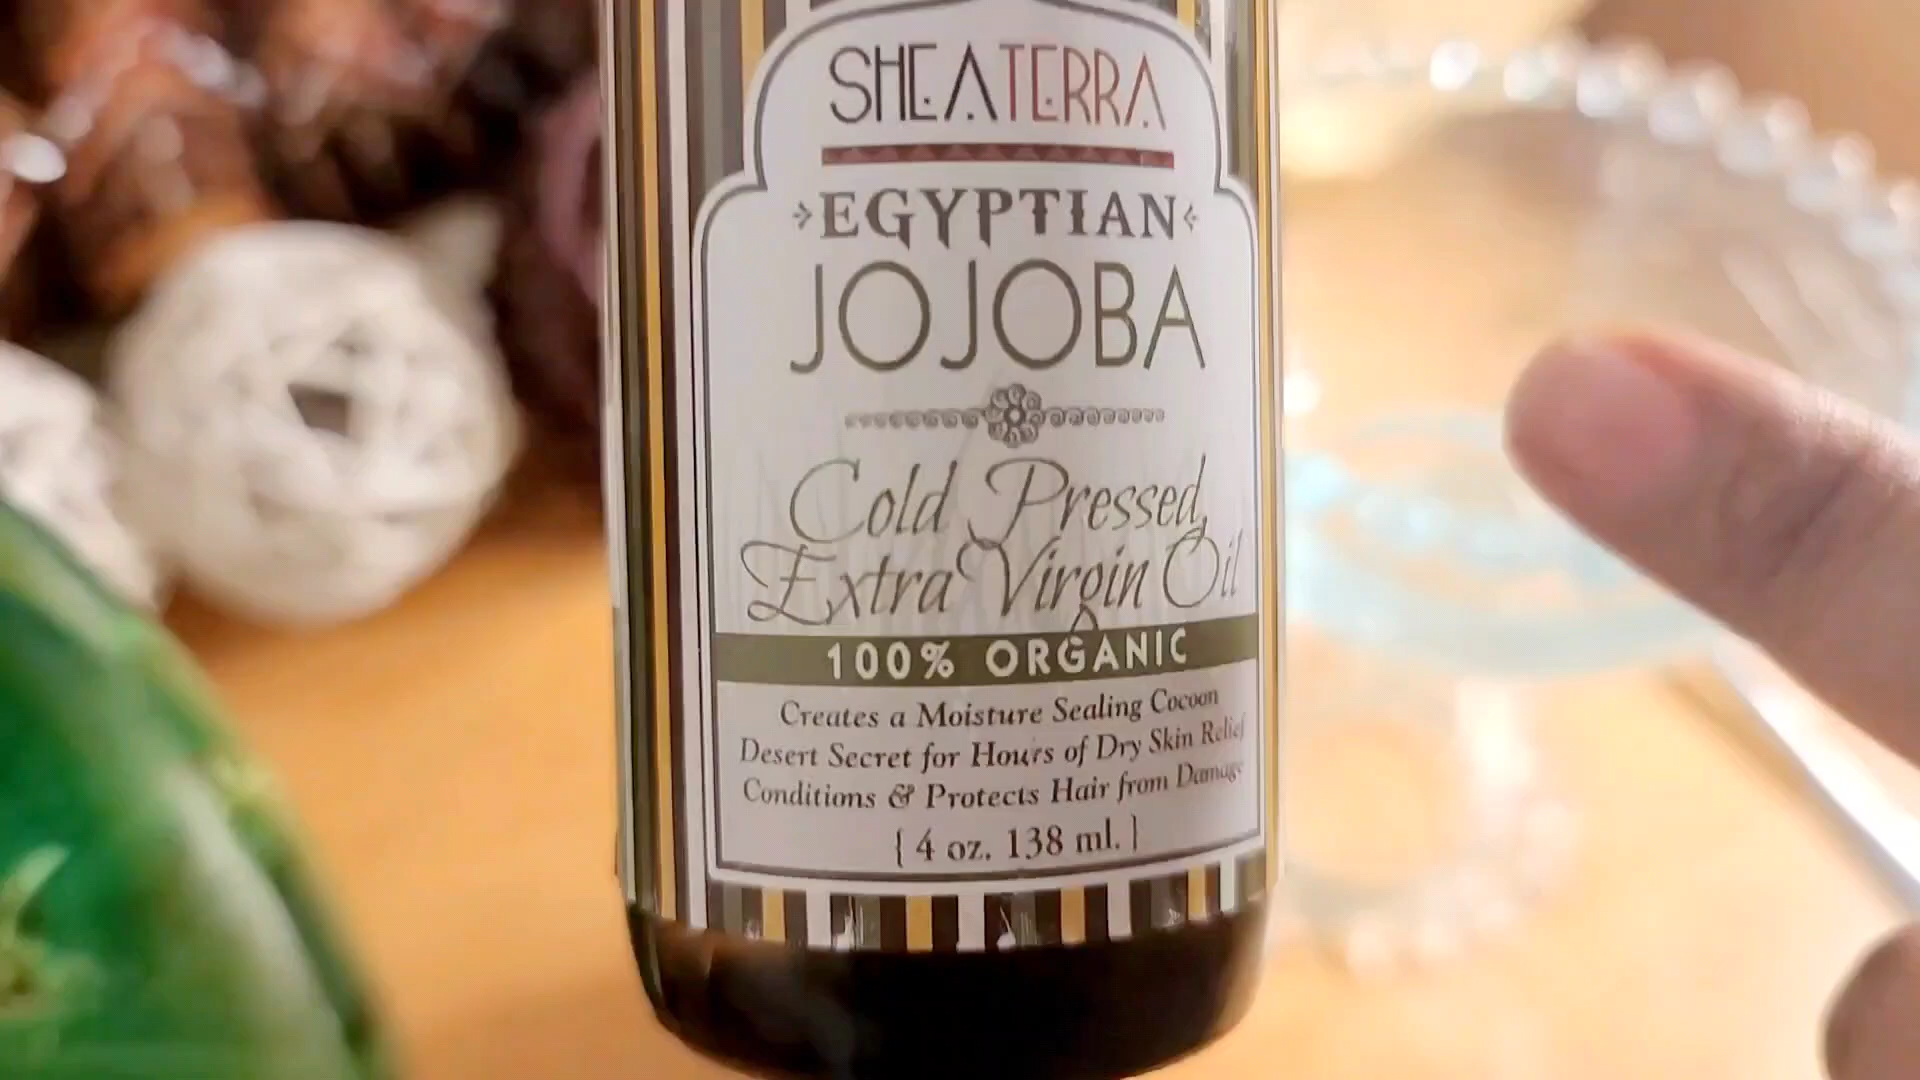 SHEATERRA
EGYPTIAN
JOJOBA
Cold Pressed,
Extra Virgin Oil
100% ORGANIC
Creates a Moisture Sealing Cocoon
Desert Secret for Hours of Dry Skin Relief
Conditions & Protects Hair from Damage
{ 4 oz. 138 ml. }